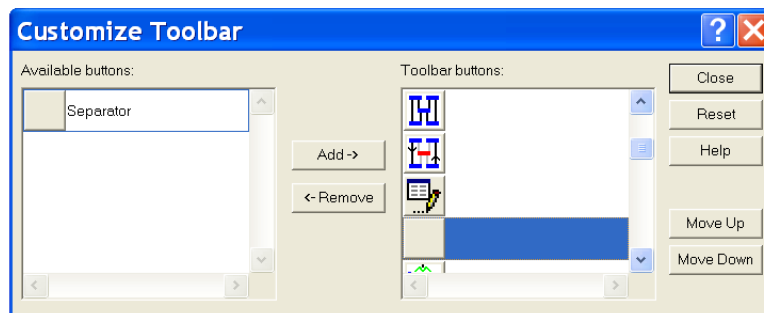 Customize Toolbar
Available buttons:
Toolbar buttons:
Separator
Add ->
<- Remove
Close
Reset
Help
Move Up
Move Down